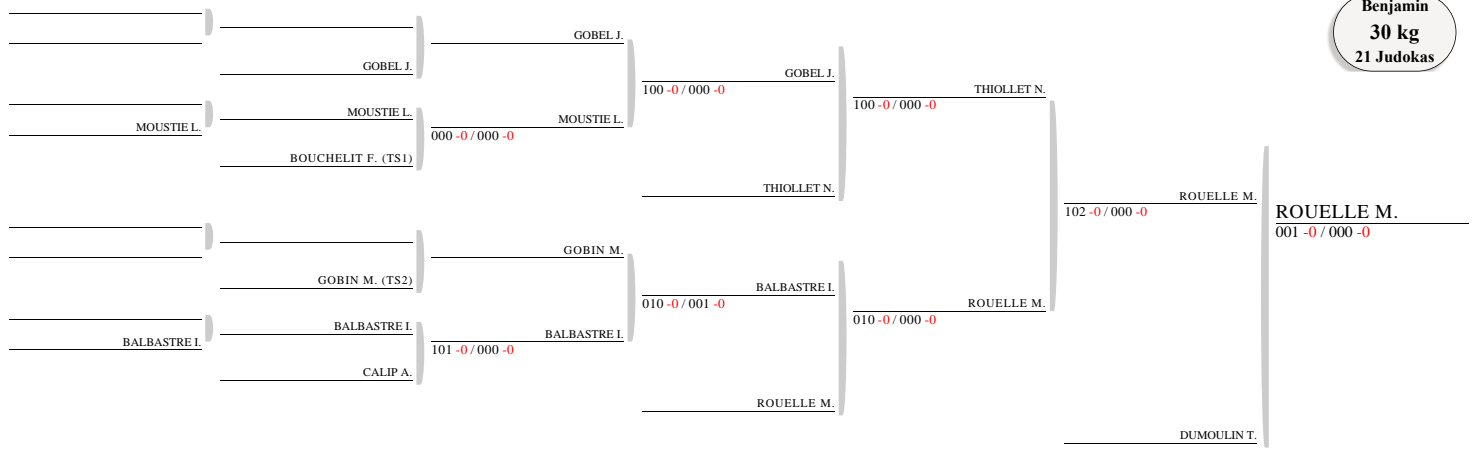 Benjamin
30 kg
21 Judokas
GOBEL J.
GOBEL J.
MOUSTIE L.
MOUSTIE L.
BOUCHELIT F. (TS1)
MOUSTIE L.
000 -0 / 000 -0
GOBEL J.
100 -0 / 000 -0
THIOLLET N.
THIOLLET N.
100 -0 / 000 -0
GOBIN M. (TS2)
GOBIN M.
BALBASTRE I.
BALBASTRE I.
CALIP A.
BALBASTRE I.
101 -0 / 000 -0
BALBASTRE I.
010 -0 / 001 -0
ROUELLE M.
ROUELLE M.
010 -0 / 000 -0
ROUELLE M.
102 -0 / 000 -0
DUMOULIN T.
ROUELLE M.
001 -0 / 000 -0